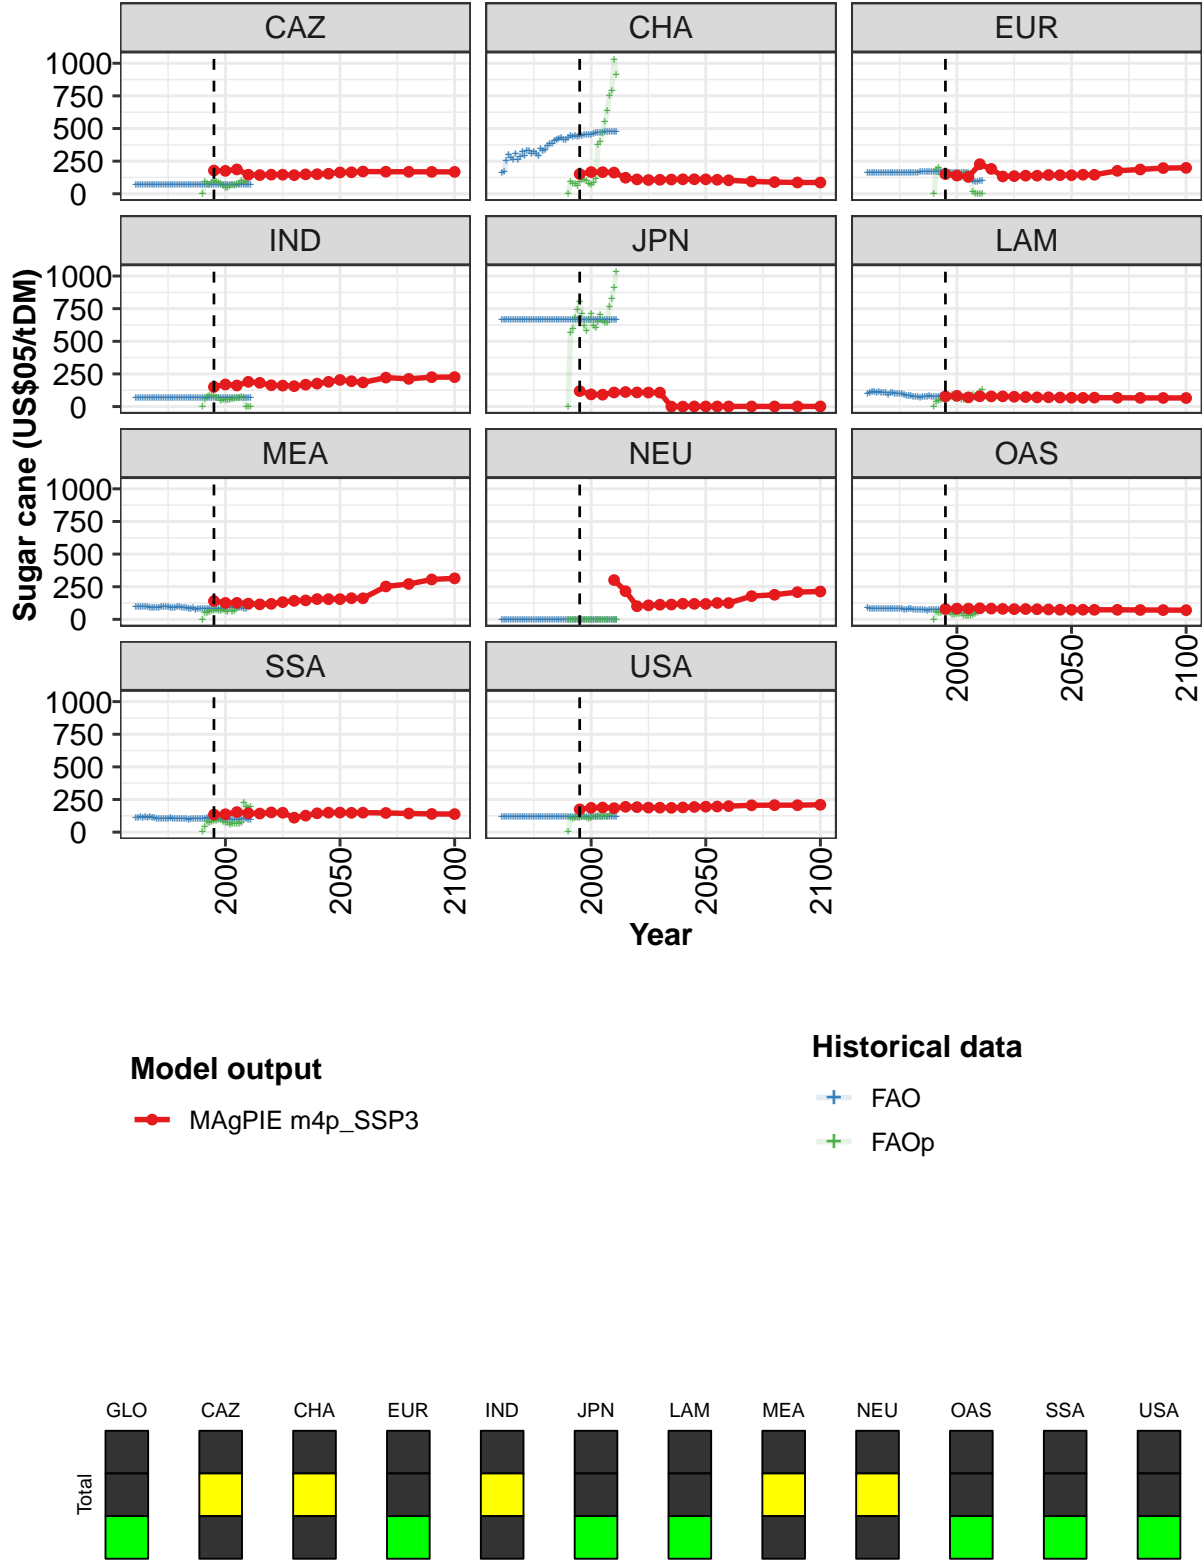 CAZ CHA EUR
1000
750
500
250
0
IND JPN LAM
1000
750
500
250
0
MEA NEU OAS
1000
750
500
250
0
SSA USA
1000
750
500
250
0
2000 2050 2100
2000 2050 2100
2000 2050 2100
Sugar cane (US$05/tDM)
Year
Model output
MAgPIE m4p_SSP3
Historical data
FAO
FAOp
GLO CAZ CHA EUR IND JPN LAM MEA NEU OAS SSA USA
Total